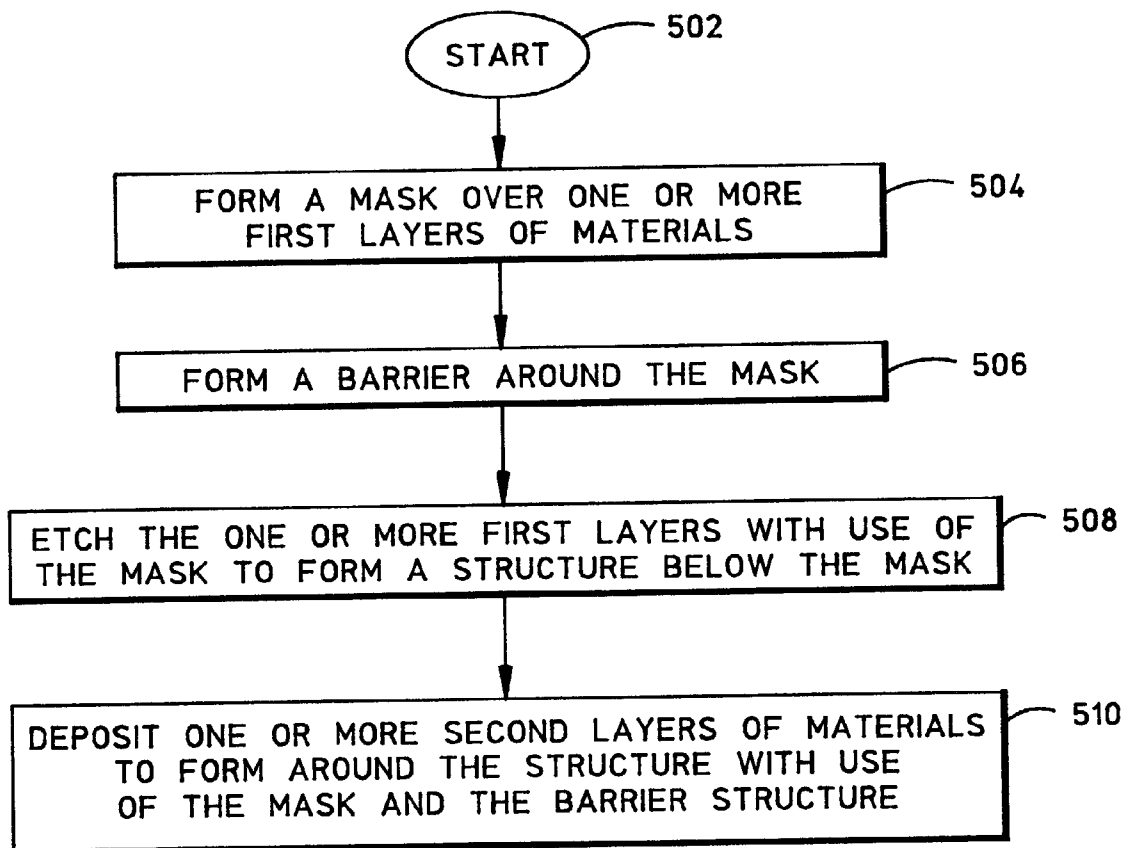 START
502
FORM A MASK OVER ONE OR MORE
FIRST LAYERS OF MATERIALS
504
FORM A BARRIER AROUND THE MASK
506
ETCH THE ONE OR MORE FIRST LAYERS WITH USE OF
THE MASK TO FORM A STRUCTURE BELOW THE MASK
508
DEPOSIT ONE OR MORE SECOND LAYERS OF MATERIALS
TO FORM AROUND THE STRUCTURE WITH USE
OF THE MASK AND THE BARRIER STRUCTURE
510